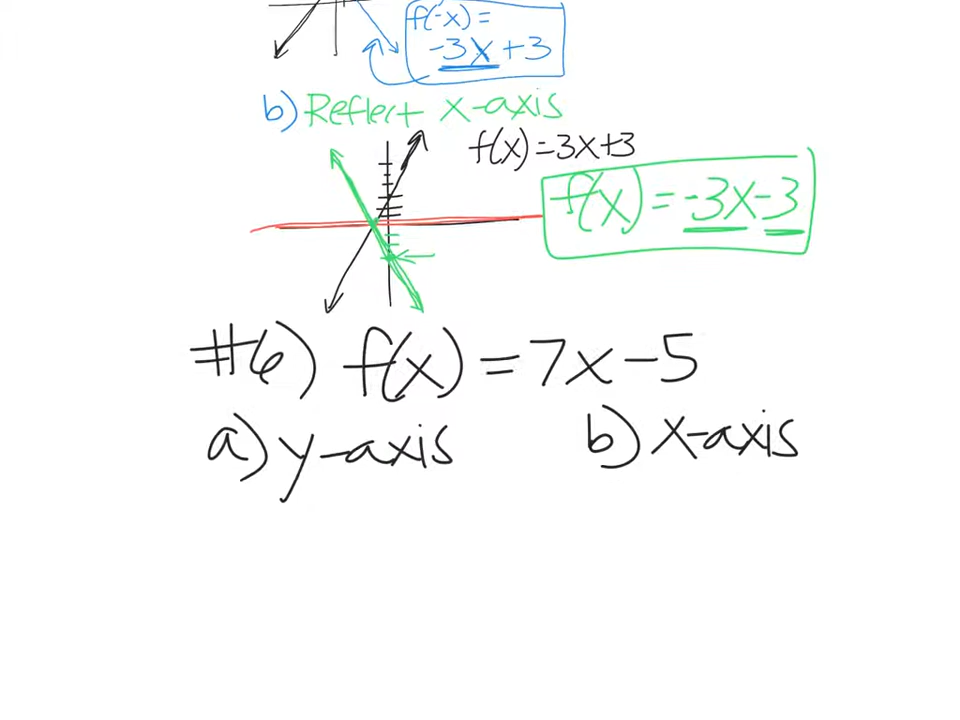 f(-x)=
-3x+3
b) Reflect x-axis
f(x)=3x+3
f(x)=-3x-3
#6) f(x)=7x-5
a) y-axis b) x-axis